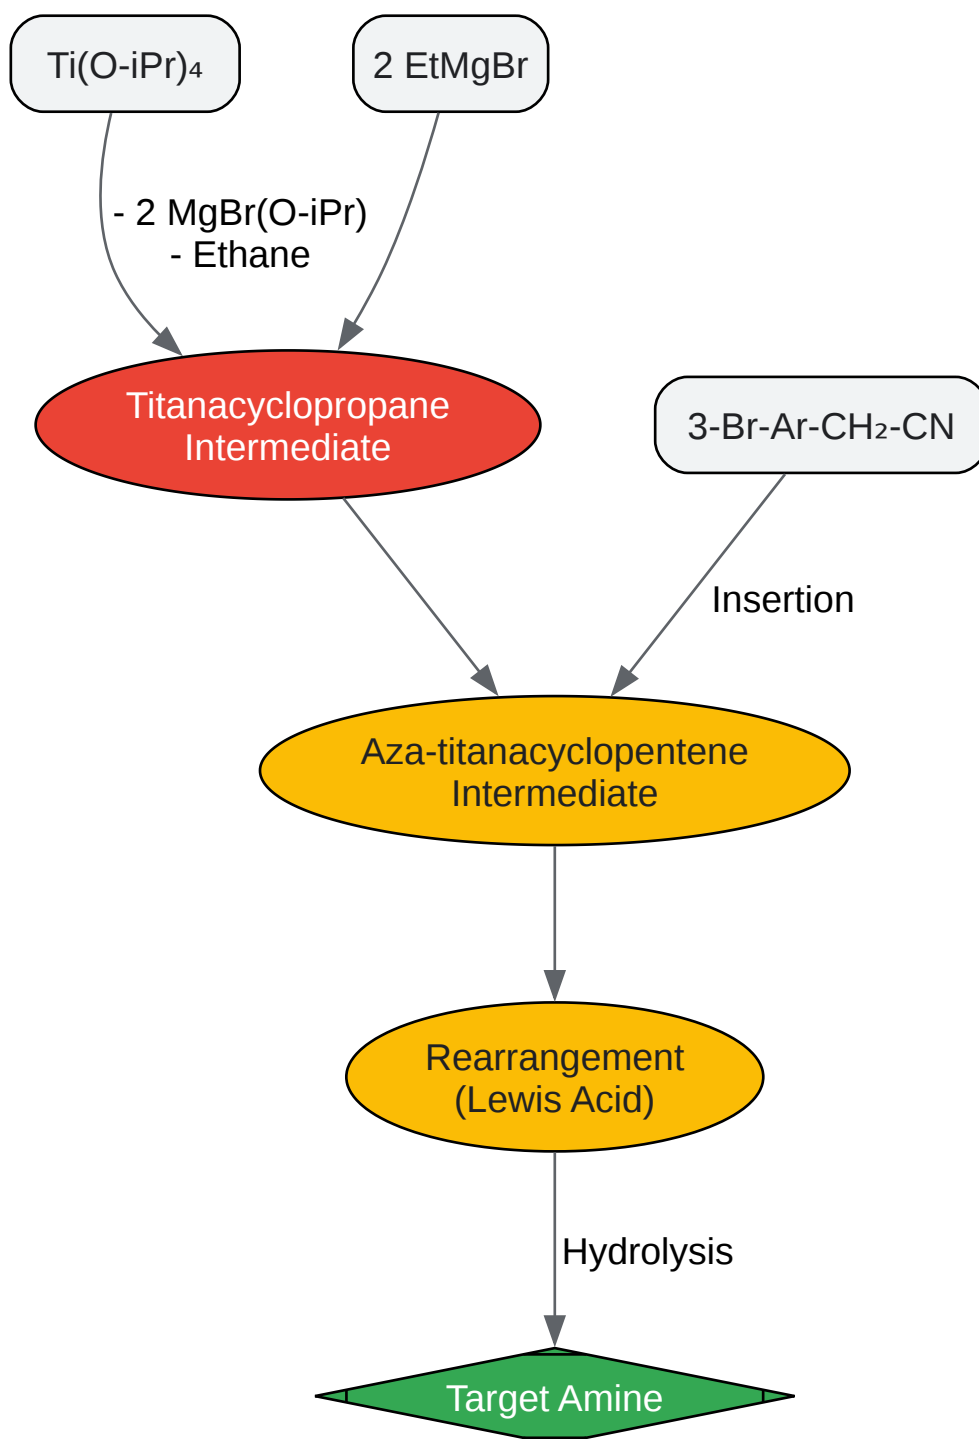 Ti(O-iPr)₄
2 EtMgBr
- 2 MgBr(O-iPr)
- Ethane
Titanacyclopropane
Intermediate
3-Br-Ar-CH₂-CN
Insertion
Aza-titanacyclopentene
Intermediate
Rearrangement
(Lewis Acid)
Hydrolysis
Target Amine